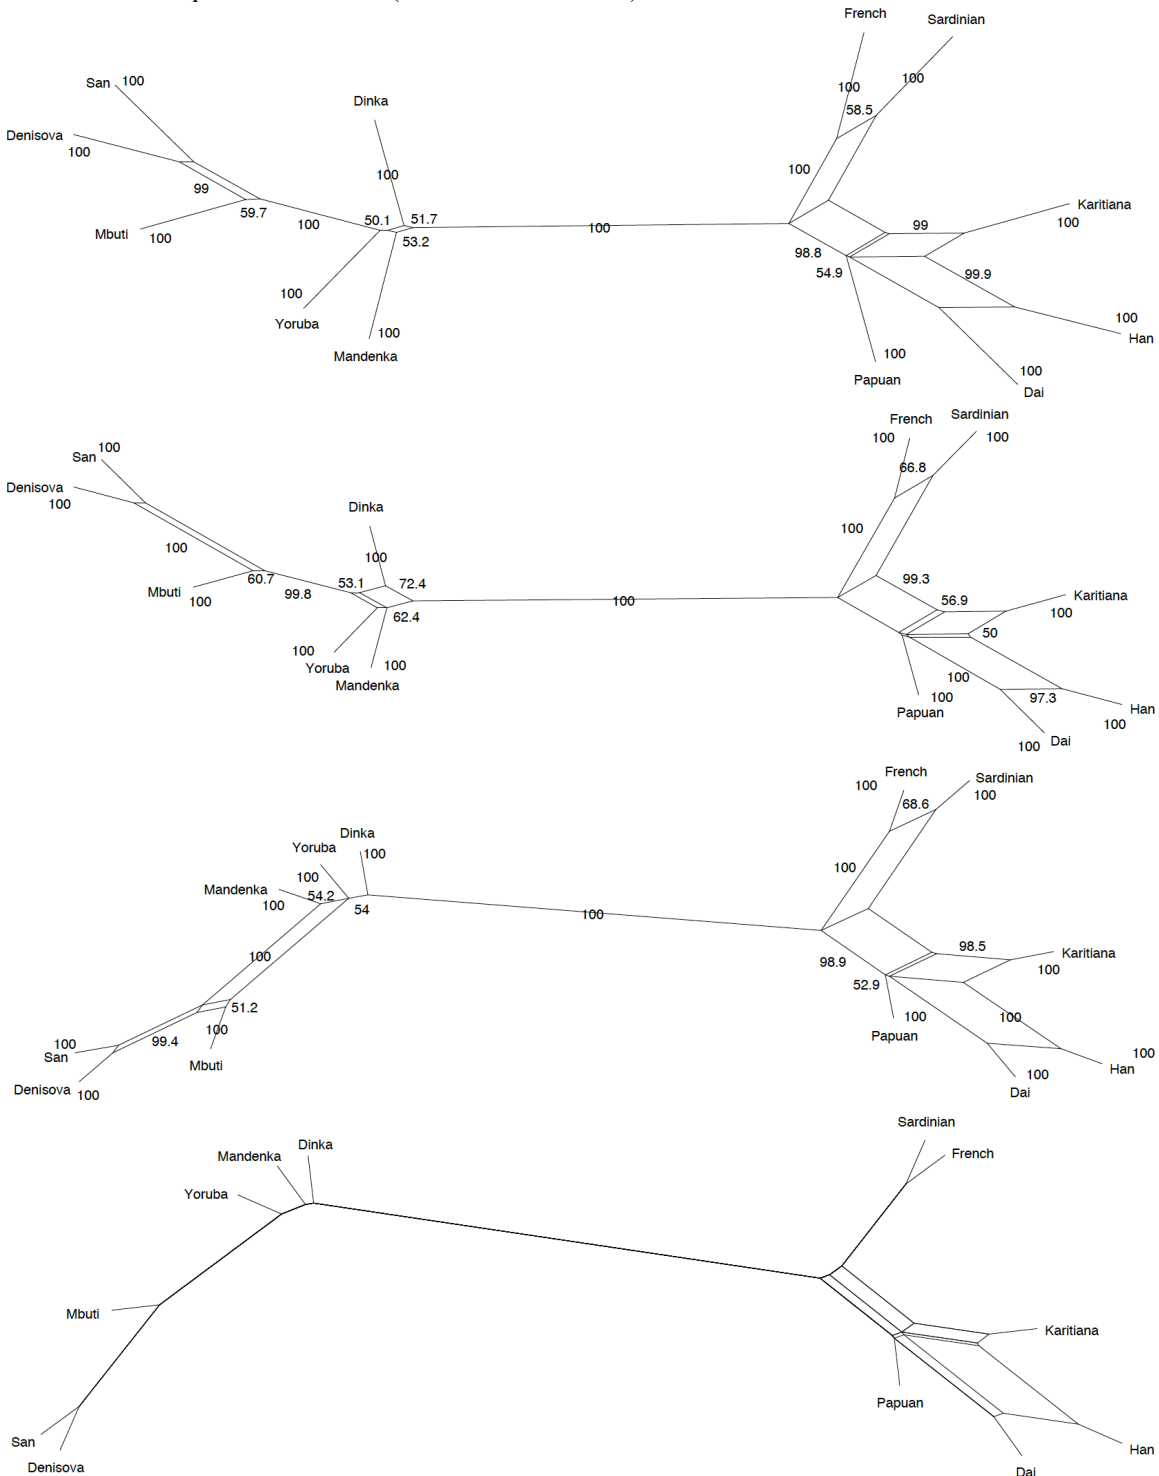 French
Sardinian
San 100
100
100
Dinka
58.5
Denisova
100
100
100
99
Karitiana
59.7
100
50.1
51.7
100
99
100
Mbuti
100
53.2
98.8
54.9
99.9
100
Yoruba
100
100
Han
Mandenka
100
100
Papuan
Dai
Sardinian
French
100
100
100
San
66.8
Denisova
100
Dinka
100
100
100
99.3
Mbuti
60.7
99.8
53.1
72.4
56.9
Karitiana
100
100
62.4
100
50
100
Yoruba
100
100
Mandenka
Papuan
100
97.3
Han
100
100
Dai
French
Sardinian
100
68.6
100
Dinka
Yoruba
100
100
100
Mandenka
54.2
100
54
100
100
98.9
98.5
Karitiana
100
52.9
51.2
100
100
100
99.4
Papuan
100
San
Mbuti
100
Han
Denisova 100
100
Dai
Sardinian
Dinka
Mandenka
French
Yoruba
Mbuti
Karitiana
Papuan
San
Han
Denisova
Dai